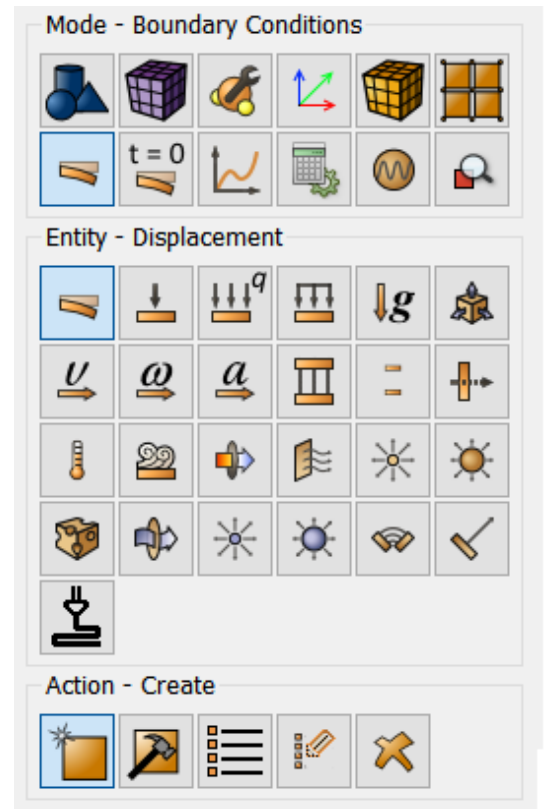 Mode - Boundary Conditions
t = 0
Entity - Displacement
q
g
υ ω a
Action - Create